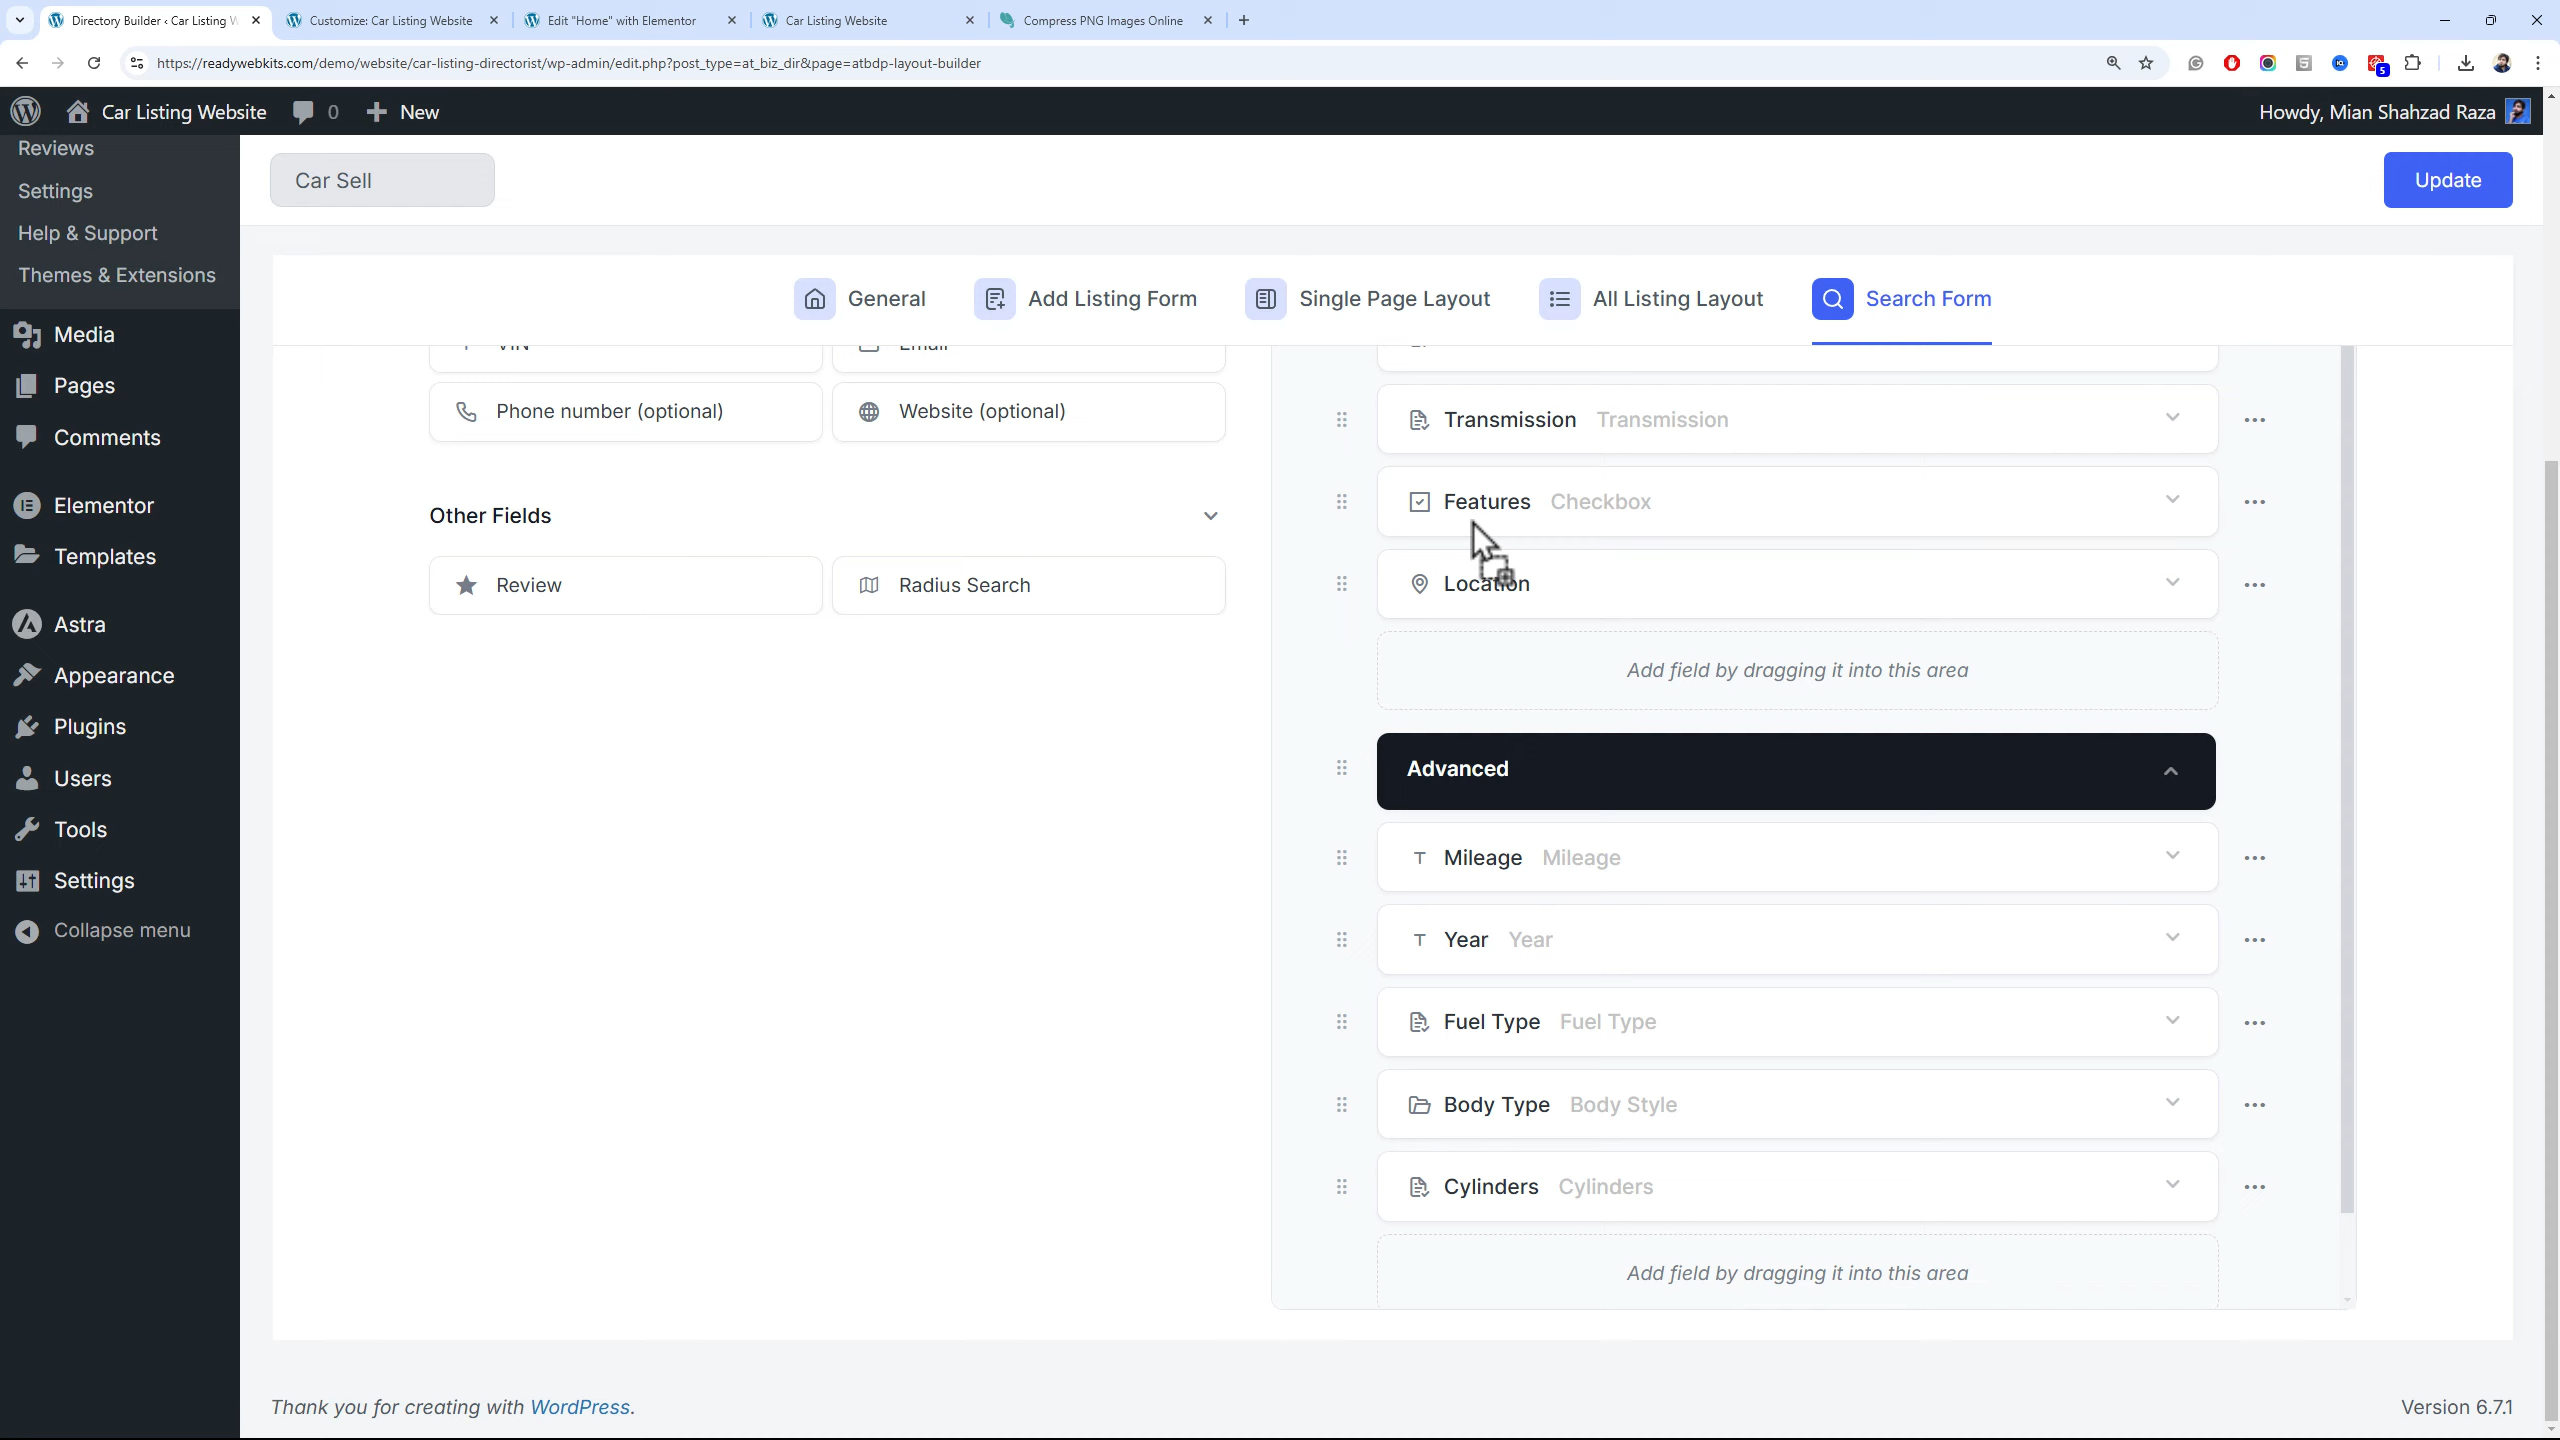 Directory Builder ‹ Car Listing W
Customize: Car Listing Website
Edit "Home" with Elementor
Car Listing Website
Compress PNG Images Online
https://readywebkits.com/demo/website/car-listing-directorist/wp-admin/edit.php?post_type=at_biz_dir&page=atbdp-layout-builder
5
Car Listing Website
0
New
Howdy, Mian Shahzad Raza
Reviews
Settings
Help & Support
Themes & Extensions
Media
Pages
Comments
Elementor
Templates
Astra
Appearance
Plugins
Users
Tools
Settings
Collapse menu
Car Sell
Update
General
Add Listing Form
Single Page Layout
All Listing Layout
Search Form
VIN
Email
Phone number (optional)
Website (optional)
Other Fields
Review
Radius Search
Transmission Transmission
Features Checkbox
Location
Add field by dragging it into this area
Advanced
Mileage Mileage
Year Year
Fuel Type Fuel Type
Body Type Body Style
Cylinders Cylinders
Add field by dragging it into this area
Thank you for creating with WordPress.
Version 6.7.1